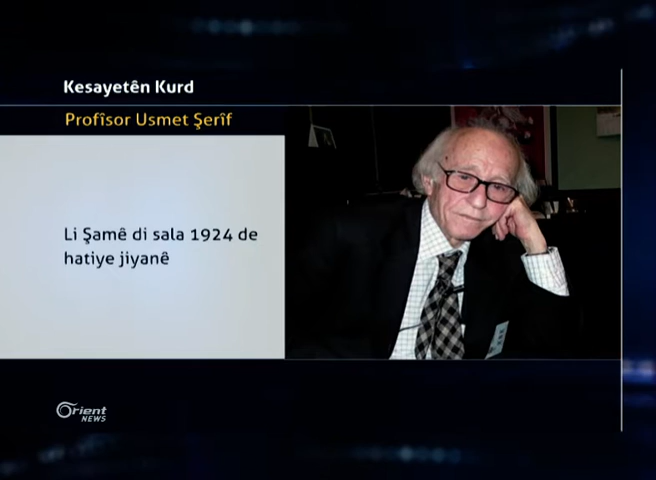 Kesayetên Kurd
Profîsor Usmet Şerîf
Li Şamê di sala 1924 de
hatiye jiyanê
Orient
NEWS